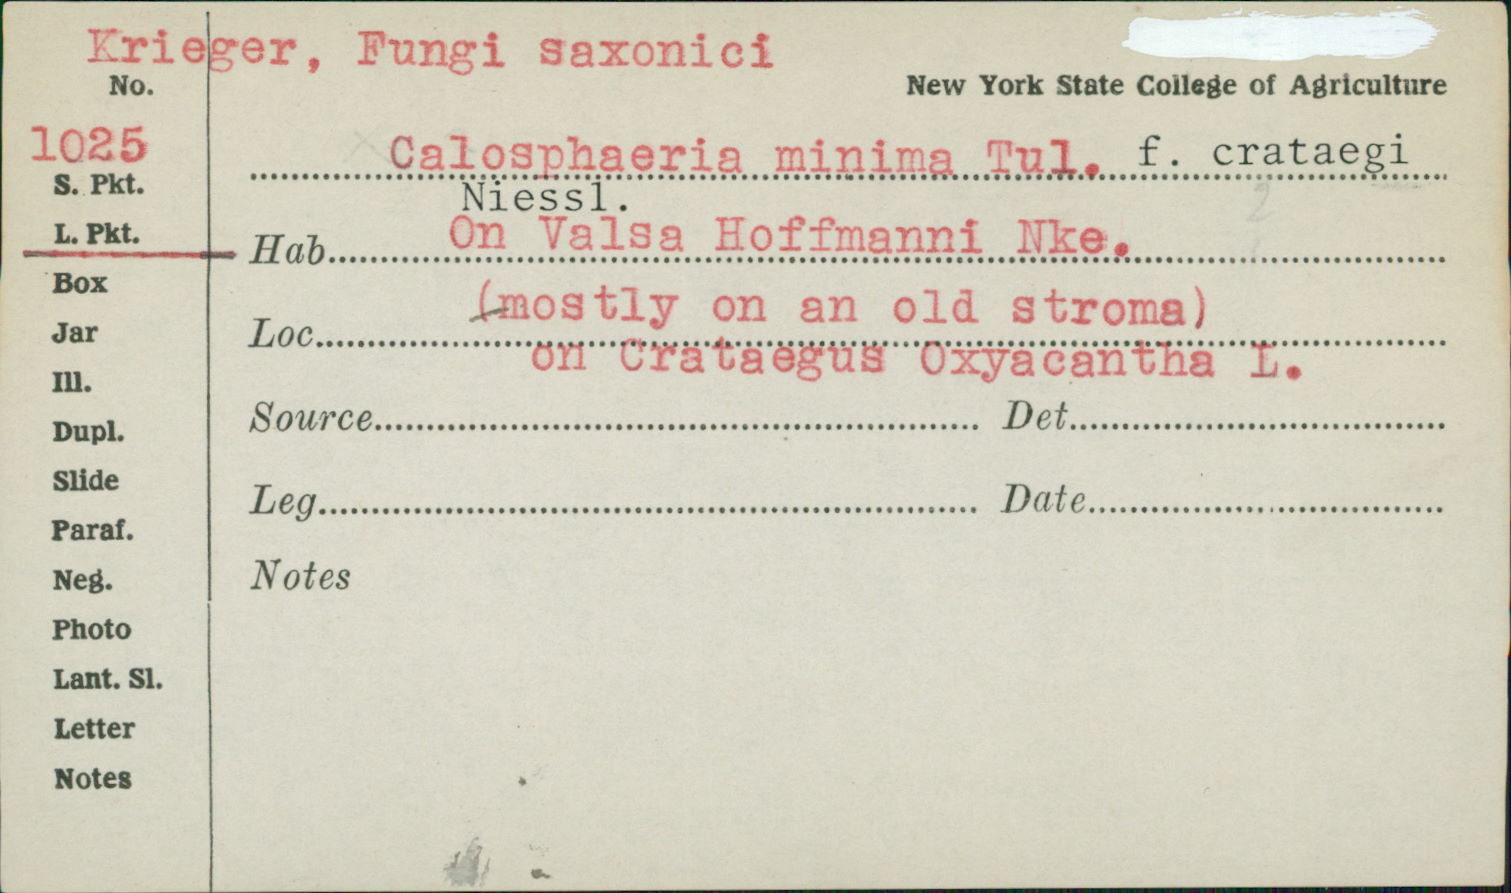 Krieger, Fungi saxonici
No.
New York State College of Agriculture
1025
Calosphaeria minima Tul. f. crataegi
S. Pkt.
Niessl.
L. Pkt.
Hab. On Valsa Hoffmanni Nke.
Box
(mostly on an old stroma)
Jar
Loc.
on Crataegus Oxyacantha L.
Ill.
Source Det.
Dupl.
Slide
Leg. Date
Paraf.
Neg.
Notes
Photo
Lant. Sl.
Letter
Notes